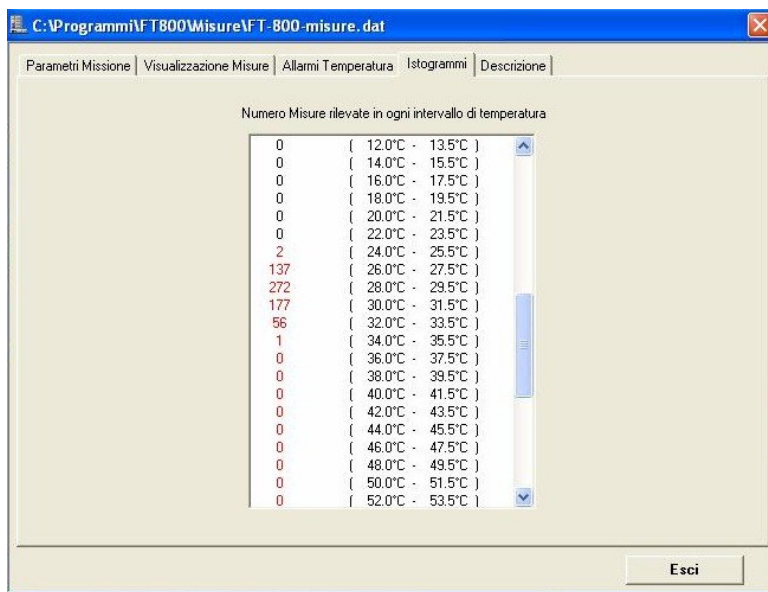 C:\Programmi\FT800\Misure\FT-800-misure.dat
Parametri Missione Visualizzazione Misure Allarmi Temperatura Istogrammi Descrizione
Numero Misure rilevate in ogni intervallo di temperatura
0 ( 12.0°C - 13.5°C )
0 ( 14.0°C - 15.5°C )
0 ( 16.0°C - 17.5°C )
0 ( 18.0°C - 19.5°C )
0 ( 20.0°C - 21.5°C )
0 ( 22.0°C - 23.5°C )
2 ( 24.0°C - 25.5°C )
137 ( 26.0°C - 27.5°C )
272 ( 28.0°C - 29.5°C )
177 ( 30.0°C - 31.5°C )
56 ( 32.0°C - 33.5°C )
1 ( 34.0°C - 35.5°C )
0 ( 36.0°C - 37.5°C )
0 ( 38.0°C - 39.5°C )
0 ( 40.0°C - 41.5°C )
0 ( 42.0°C - 43.5°C )
0 ( 44.0°C - 45.5°C )
0 ( 46.0°C - 47.5°C )
0 ( 48.0°C - 49.5°C )
0 ( 50.0°C - 51.5°C )
0 ( 52.0°C - 53.5°C )
Esci